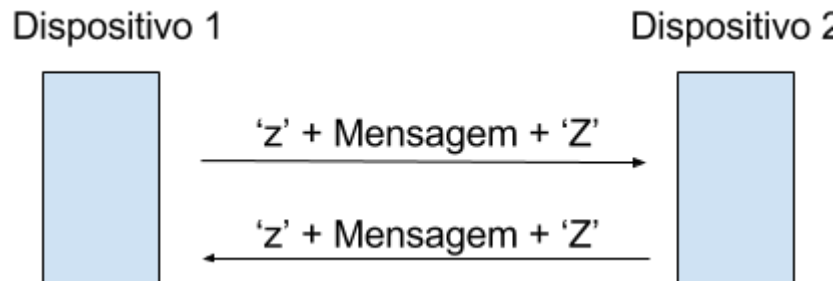 Dispositivo 1
Dispositivo 2
‘z’ + Mensagem + ‘Z’
‘z’ + Mensagem + ‘Z’